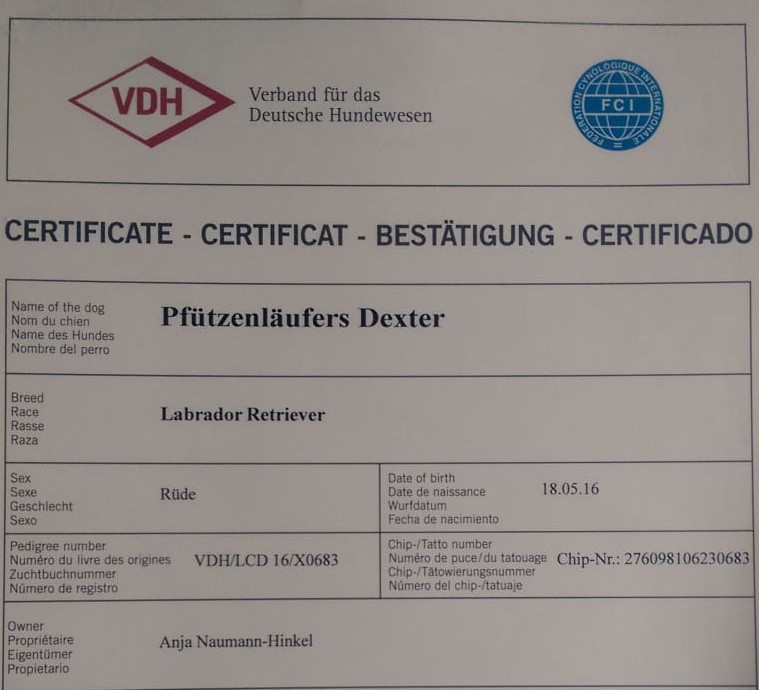 VDH
Verband für das
Deutsche Hundewesen
FEDERATION CYNOLOGIQUE INTERNATIONALE
FCI
CERTIFICATE - CERTIFICAT - BESTÄTIGUNG - CERTIFICADO
Name of the dog
Nom du chien
Name des Hundes
Nombre del perro
Pfützenläufers Dexter
Breed
Race
Rasse
Raza
Labrador Retriever
Sex
Sexe
Geschlecht
Sexo
Rüde
Date of birth
Date de naissance
Wurfdatum
Fecha de nacimiento
18.05.16
Pedigree number
Numéro du livre des origines
Zuchtbuchnummer
Número de registro
VDH/LCD 16/X0683
Chip-/Tatto number
Numéro de puce/du tatouage
Chip-/Tätowierungsnummer
Número del chip-/tatuaje
Chip-Nr.: 276098106230683
Owner
Propriétaire
Eigentümer
Propietario
Anja Naumann-Hinkel